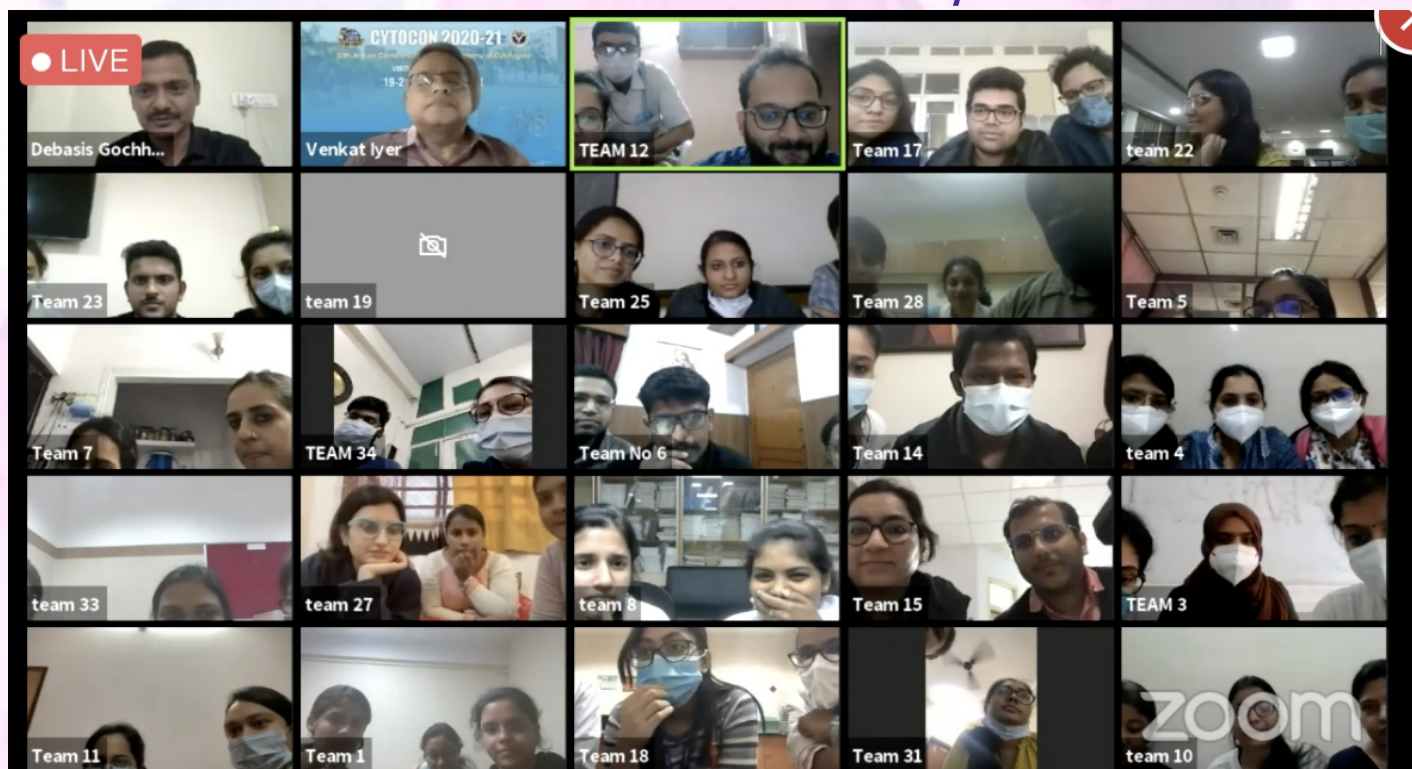 LIVE
CYTOCON 2020-21
Debasis Gochh...
Venkat Iyer
TEAM 12
Team 17
team 22
Team 23
team 19
Team 25
Team 28
Team 5
Team 7
TEAM 34
Team No 6
Team 14
team 4
team 33
team 27
team 8
Team 15
TEAM 3
Team 11
Team 1
Team 18
Team 31
team 10
zoom